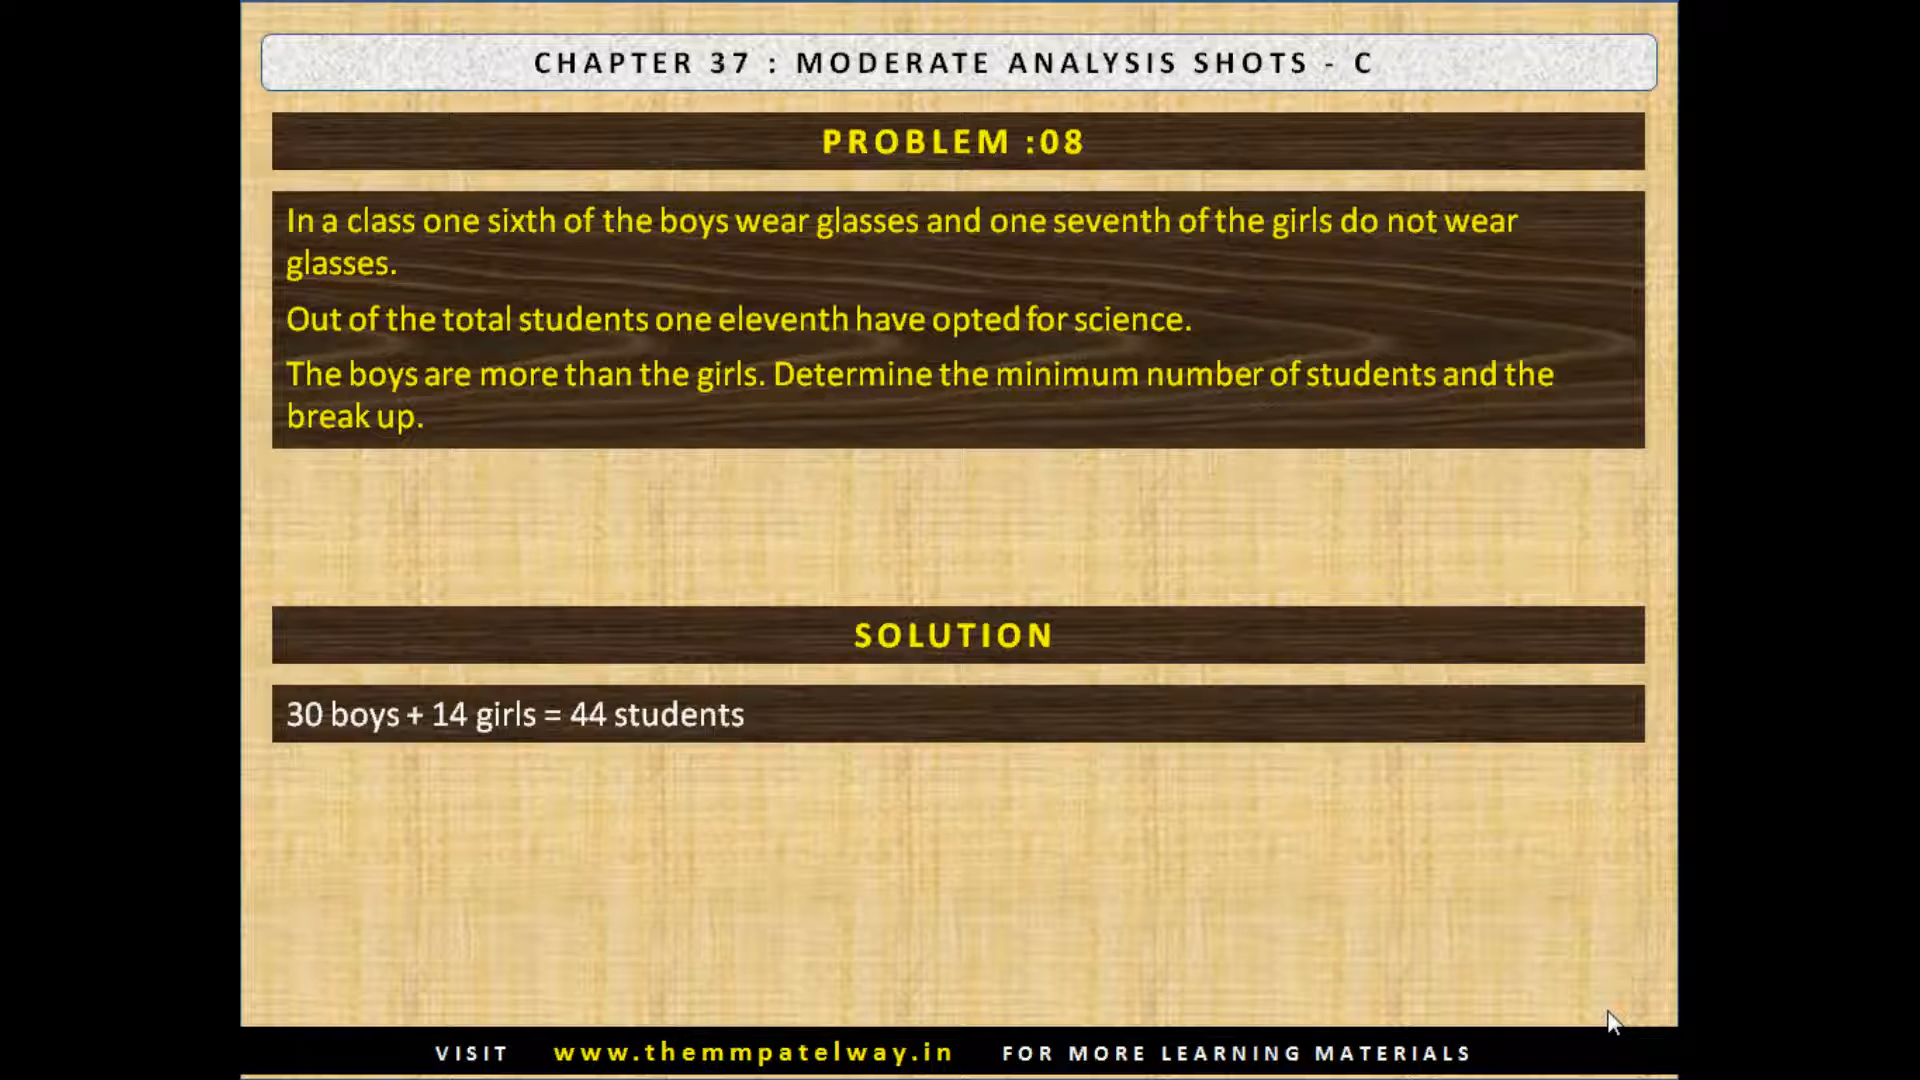 CHAPTER 37 : MODERATE ANALYSIS SHOTS - C
PROBLEM :08
In a class one sixth of the boys wear glasses and one seventh of the girls do not wear
glasses.
Out of the total students one eleventh have opted for science.
The boys are more than the girls. Determine the minimum number of students and the
break up.
SOLUTION
30 boys + 14 girls = 44 students
VISIT www.themmpatelway.in FOR MORE LEARNING MATERIALS